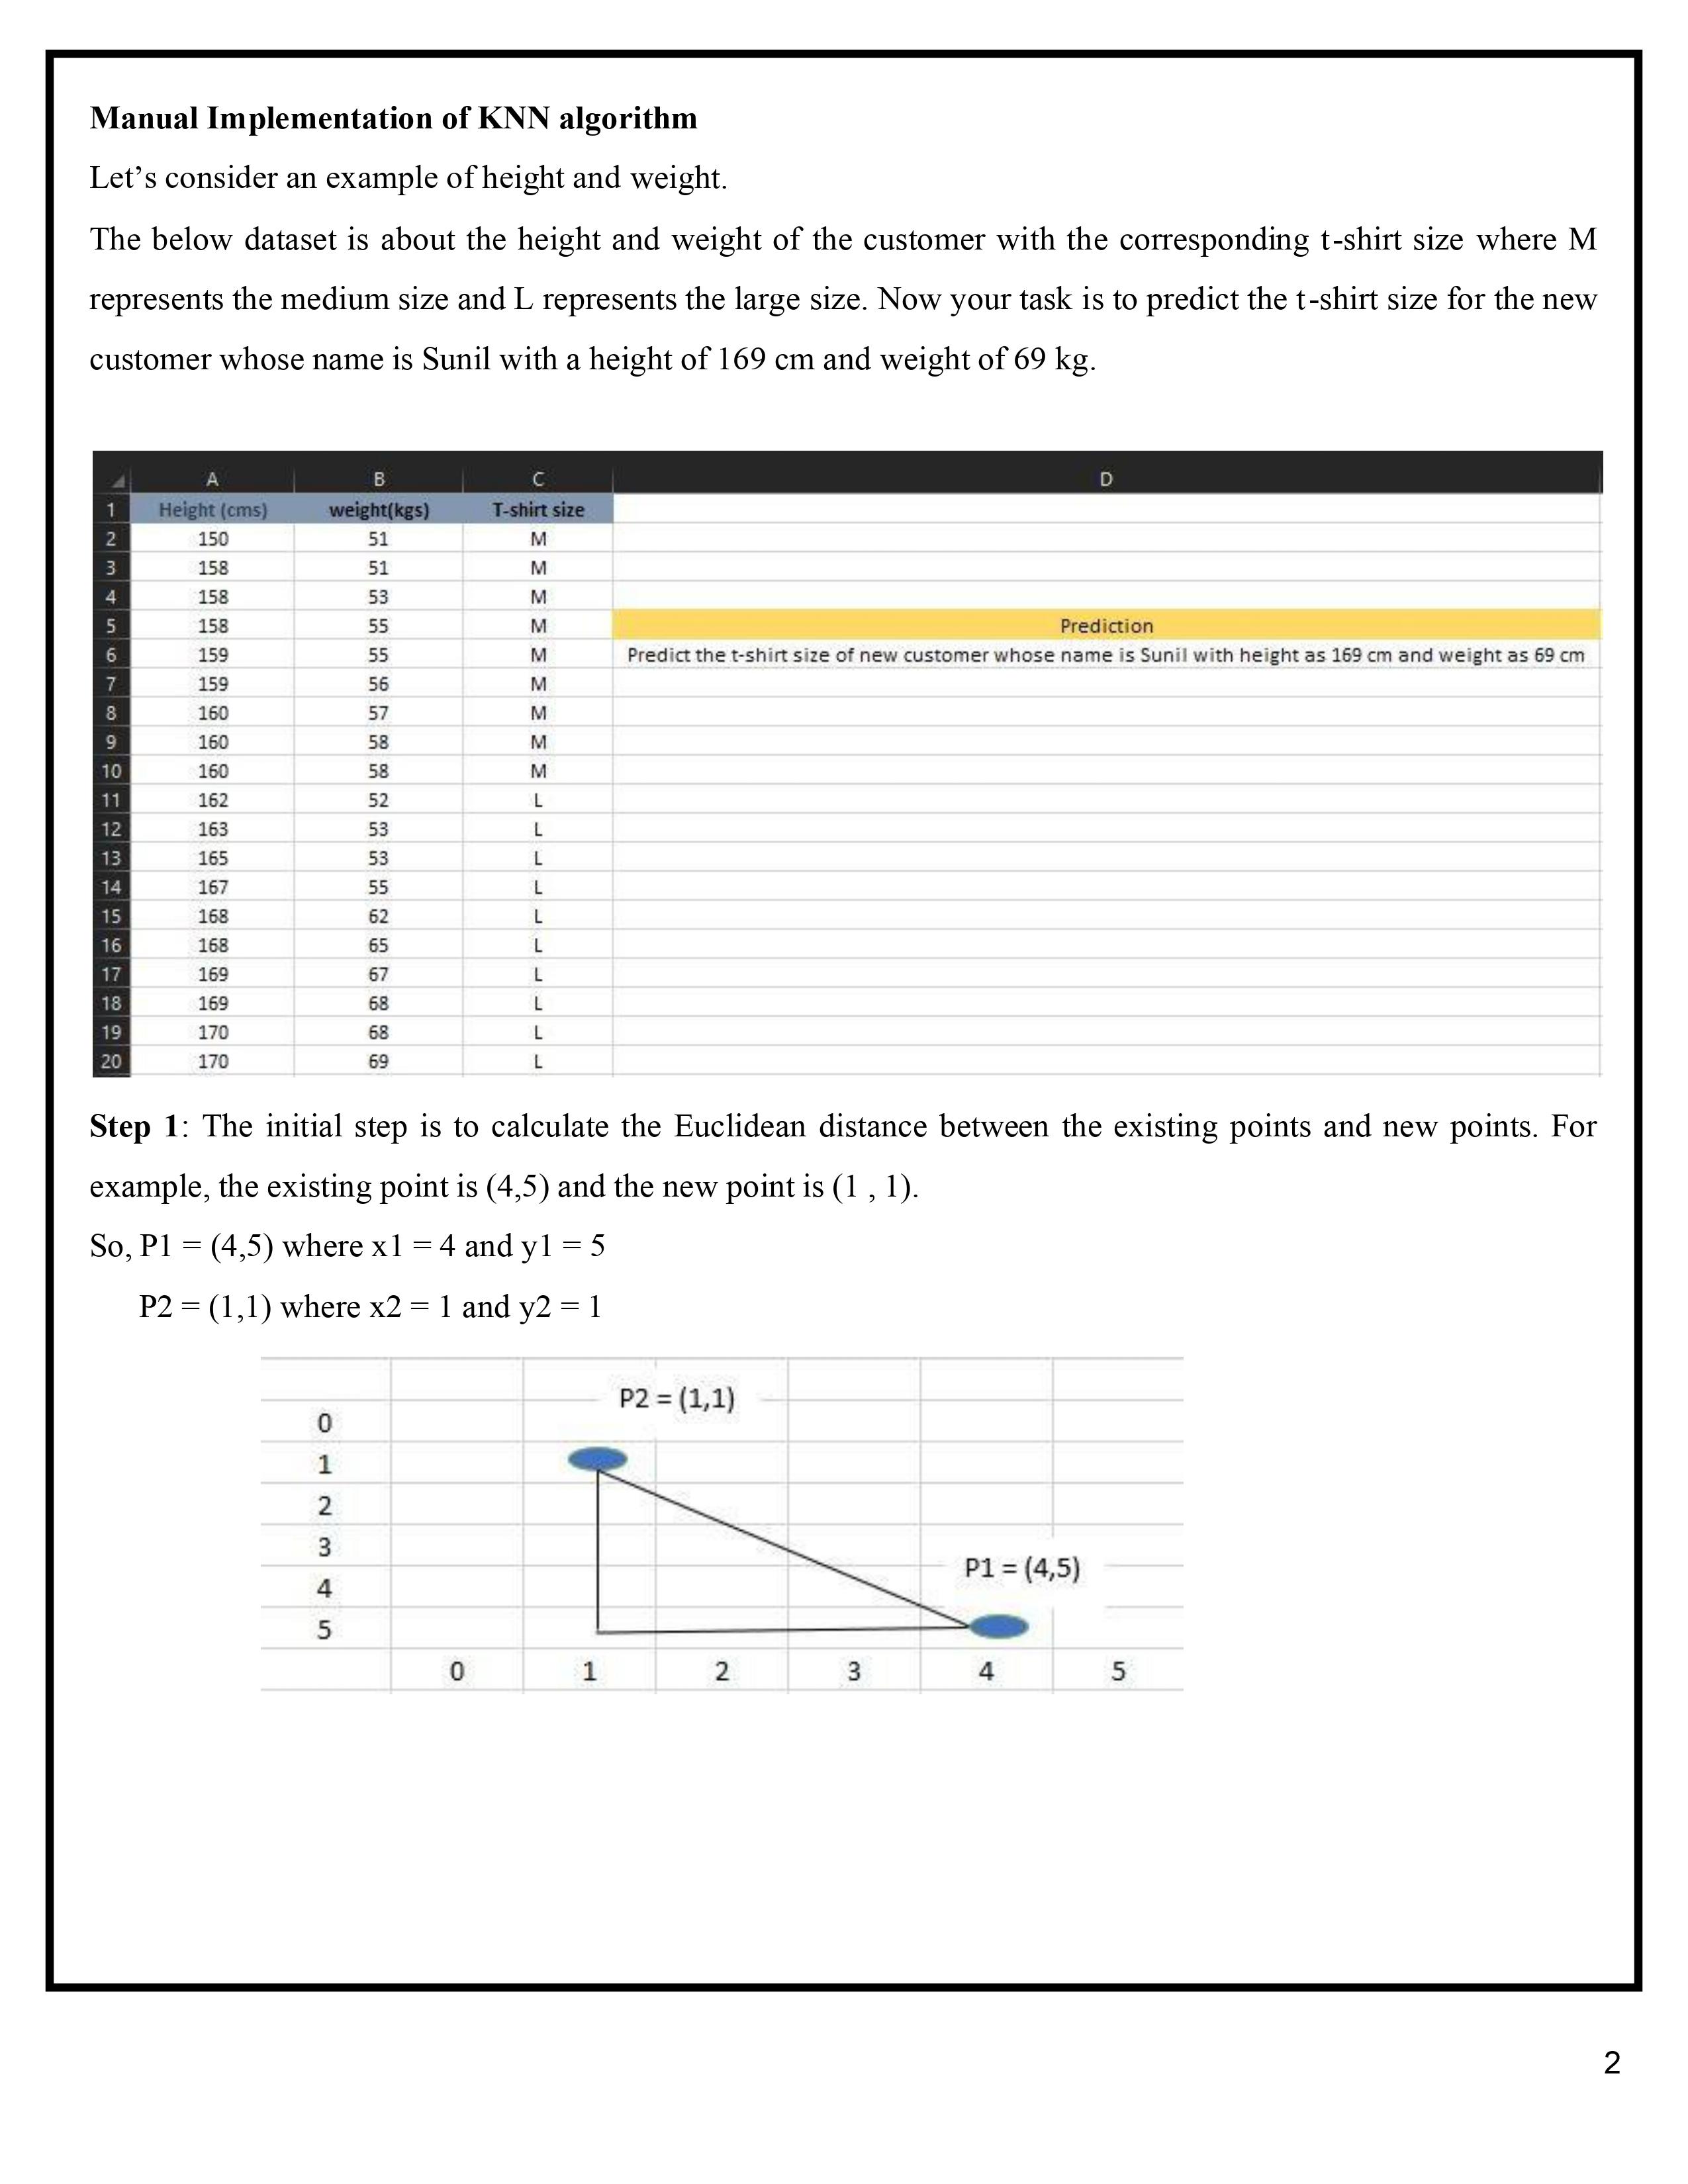 Manual Implementation of KNN algorithm
Let’s consider an example of height and weight.
The below dataset is about the height and weight of the customer with the corresponding t-shirt size where M
represents the medium size and L represents the large size. Now your task is to predict the t-shirt size for the new
customer whose name is Sunil with a height of 169 cm and weight of 69 kg.
A B C D
1 Height (cms) weight(kgs) T-shirt size
2 150 51 M
3 158 51 M
4 158 53 M
5 158 55 M Prediction
6 159 55 M Predict the t-shirt size of new customer whose name is Sunil with height as 169 cm and weight as 69 cm
7 159 56 M
8 160 57 M
9 160 58 M
10 160 58 M
11 162 52 L
12 163 53 L
13 165 53 L
14 167 55 L
15 168 62 L
16 168 65 L
17 169 67 L
18 169 68 L
19 170 68 L
20 170 69 L
Step 1: The initial step is to calculate the Euclidean distance between the existing points and new points. For
example, the existing point is (4,5) and the new point is (1 , 1).
So, P1 = (4,5) where x1 = 4 and y1 = 5
P2 = (1,1) where x2 = 1 and y2 = 1
P2 = (1,1)
0
1
2
3
P1 = (4,5)
4
5
0 1 2 3 4 5
2